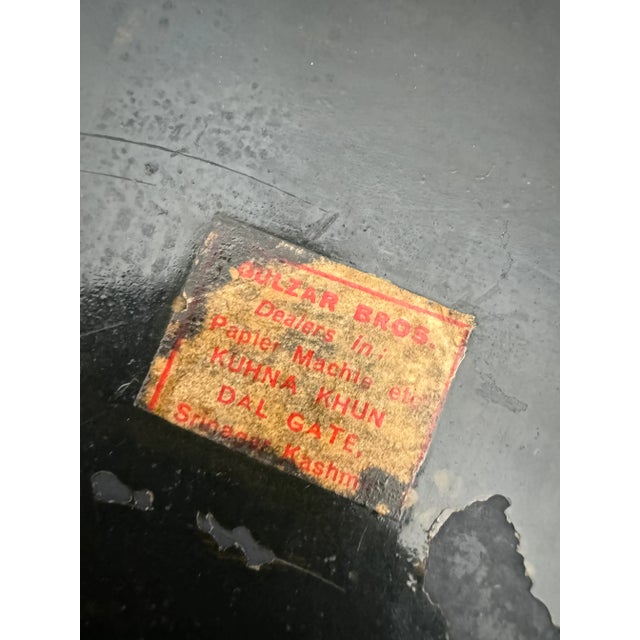 GULZAR BROS.
Dealers In:
Papier Machie etc.
KUHNA KHUN
DAL GATE,
Srinagar Kashm